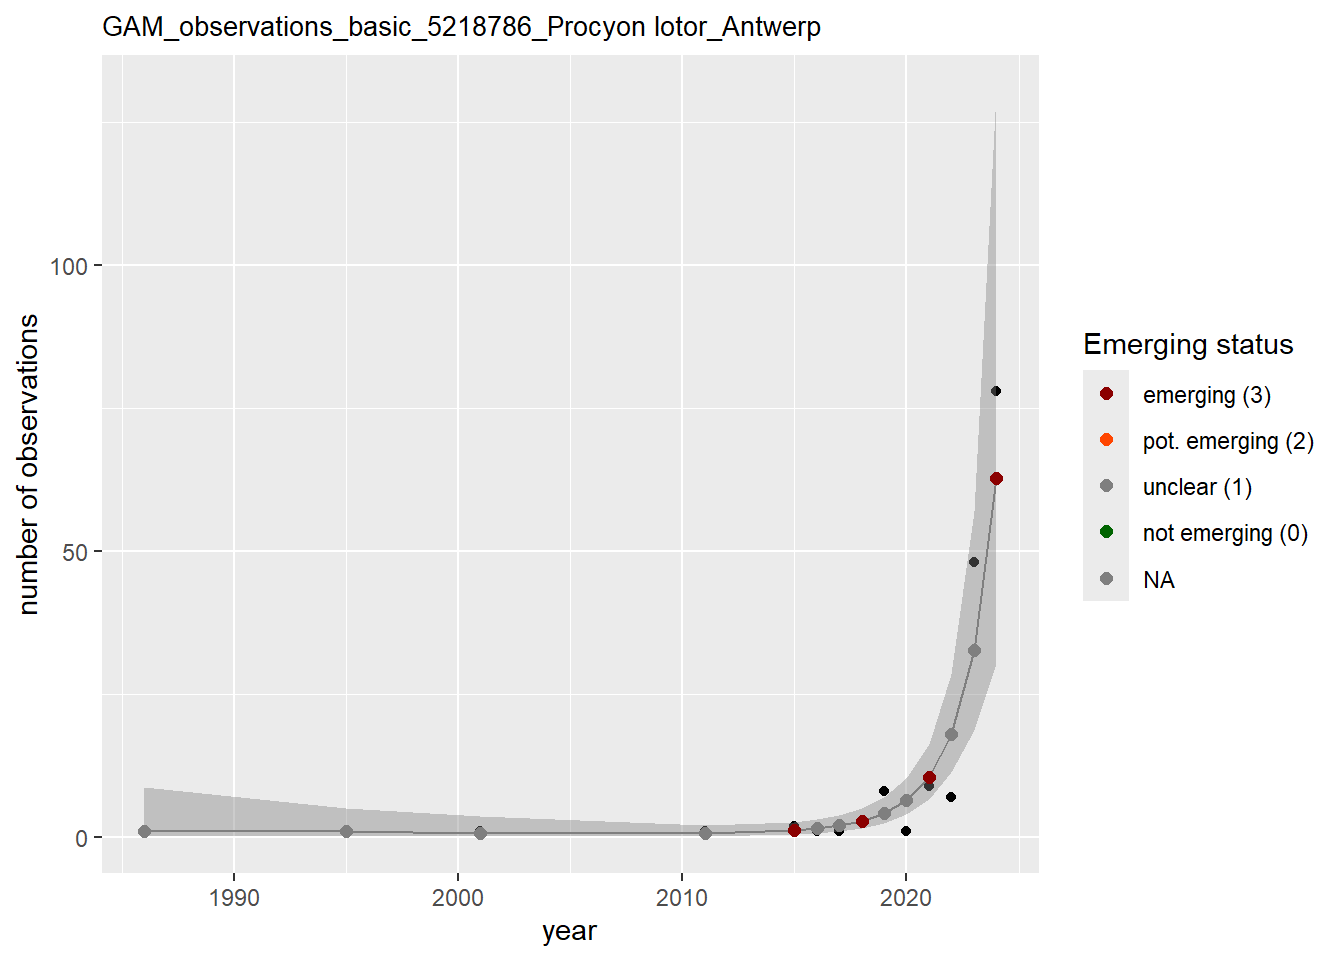 GAM_observations_basic_5218786_Procyon lotor_Antwerp
number of observations
100
50
0
1990
2000
2010
2020
year
Emerging status
emerging (3)
pot. emerging (2)
unclear (1)
not emerging (0)
NA